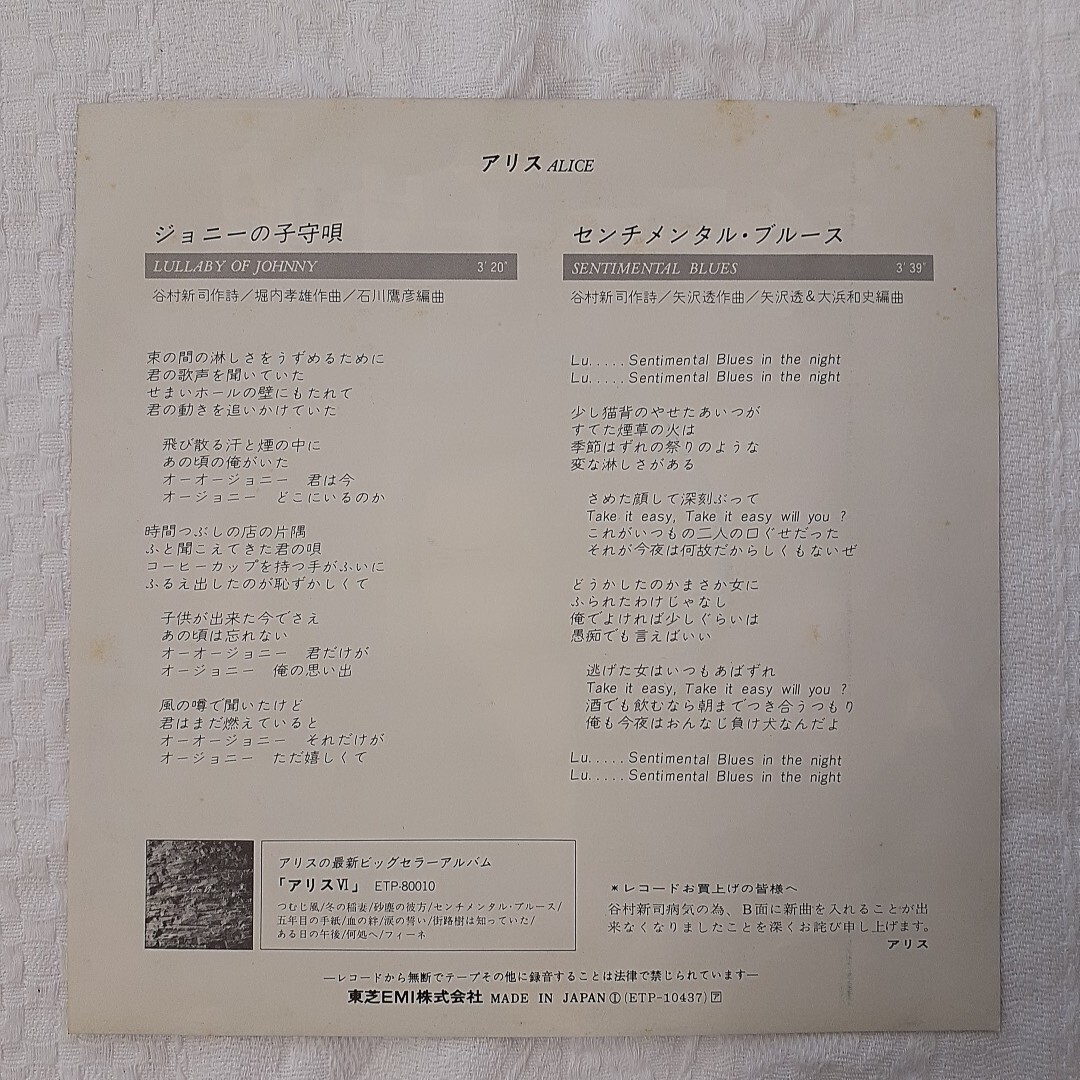 アリス ALICE
ジョニーの子守唄
LULLABY OF JOHNNY 3'20"
谷村新司作詩／堀内孝雄作曲／石川鷹彦編曲
束の間の淋しさをうずめるために
君の歌声を聞いていた
せまいホールの壁にもたれて
君の動きを追いかけていた
飛び散る汗と煙の中に
あの頃の俺がいた
オーオージョニー　君は今
オージョニー　どこにいるのか
時間つぶしの店の片隅
ふと聞こえてきた君の唄
コーヒーカップを持つ手がふいに
ふるえ出したのが恥ずかしくて
子供が出来た今でさえ
あの頃は忘れない
オーオージョニー　君だけが
オージョニー　俺の思い出
風の噂で聞いたけど
君はまだ燃えていると
オーオージョニー　それだけが
オージョニー　ただ嬉しくて
センチメンタル・ブルース
SENTIMENTAL BLUES 3'39"
谷村新司作詩／矢沢透作曲／矢沢透＆大浜和史編曲
Lu.....Sentimental Blues in the night
Lu.....Sentimental Blues in the night
少し猫背のやせたあいつが
すてた煙草の火は
季節はずれの祭りのような
変な淋しさがある
さめた顔して深刻ぶって
Take it easy, Take it easy will you ?
これがいつもの二人の口ぐせだった
それが今夜は何故だからしくもないぜ
どうかしたのかまさか女に
ふられたわけじゃなし
俺でよければ少しぐらいは
愚痴でも言えばいい
逃げた女はいつもあばずれ
Take it easy, Take it easy will you ?
酒でも飲むなら朝までつき合うつもり
俺も今夜はおんなじ負け犬なんだよ
Lu.....Sentimental Blues in the night
Lu.....Sentimental Blues in the night
アリスの最新ビッグセラーアルバム
「アリスⅥ」 ETP-80010
つむじ風/冬の稲妻/砂塵の彼方/センチメンタル・ブルース/
五年目の手紙/血の絆/涙の誓い/街路樹は知っていた/
ある日の午後/何処へ/フィーネ
＊レコードお買上げの皆様へ
谷村新司病気の為、B面に新曲を入れることが出
来なくなりましたことを深くお詫び申し上げます。
アリス
―レコードから無断でテープその他に録音することは法律で禁じられています―
東芝EMI株式会社 MADE IN JAPAN Ⓘ (ETP-10437) ア